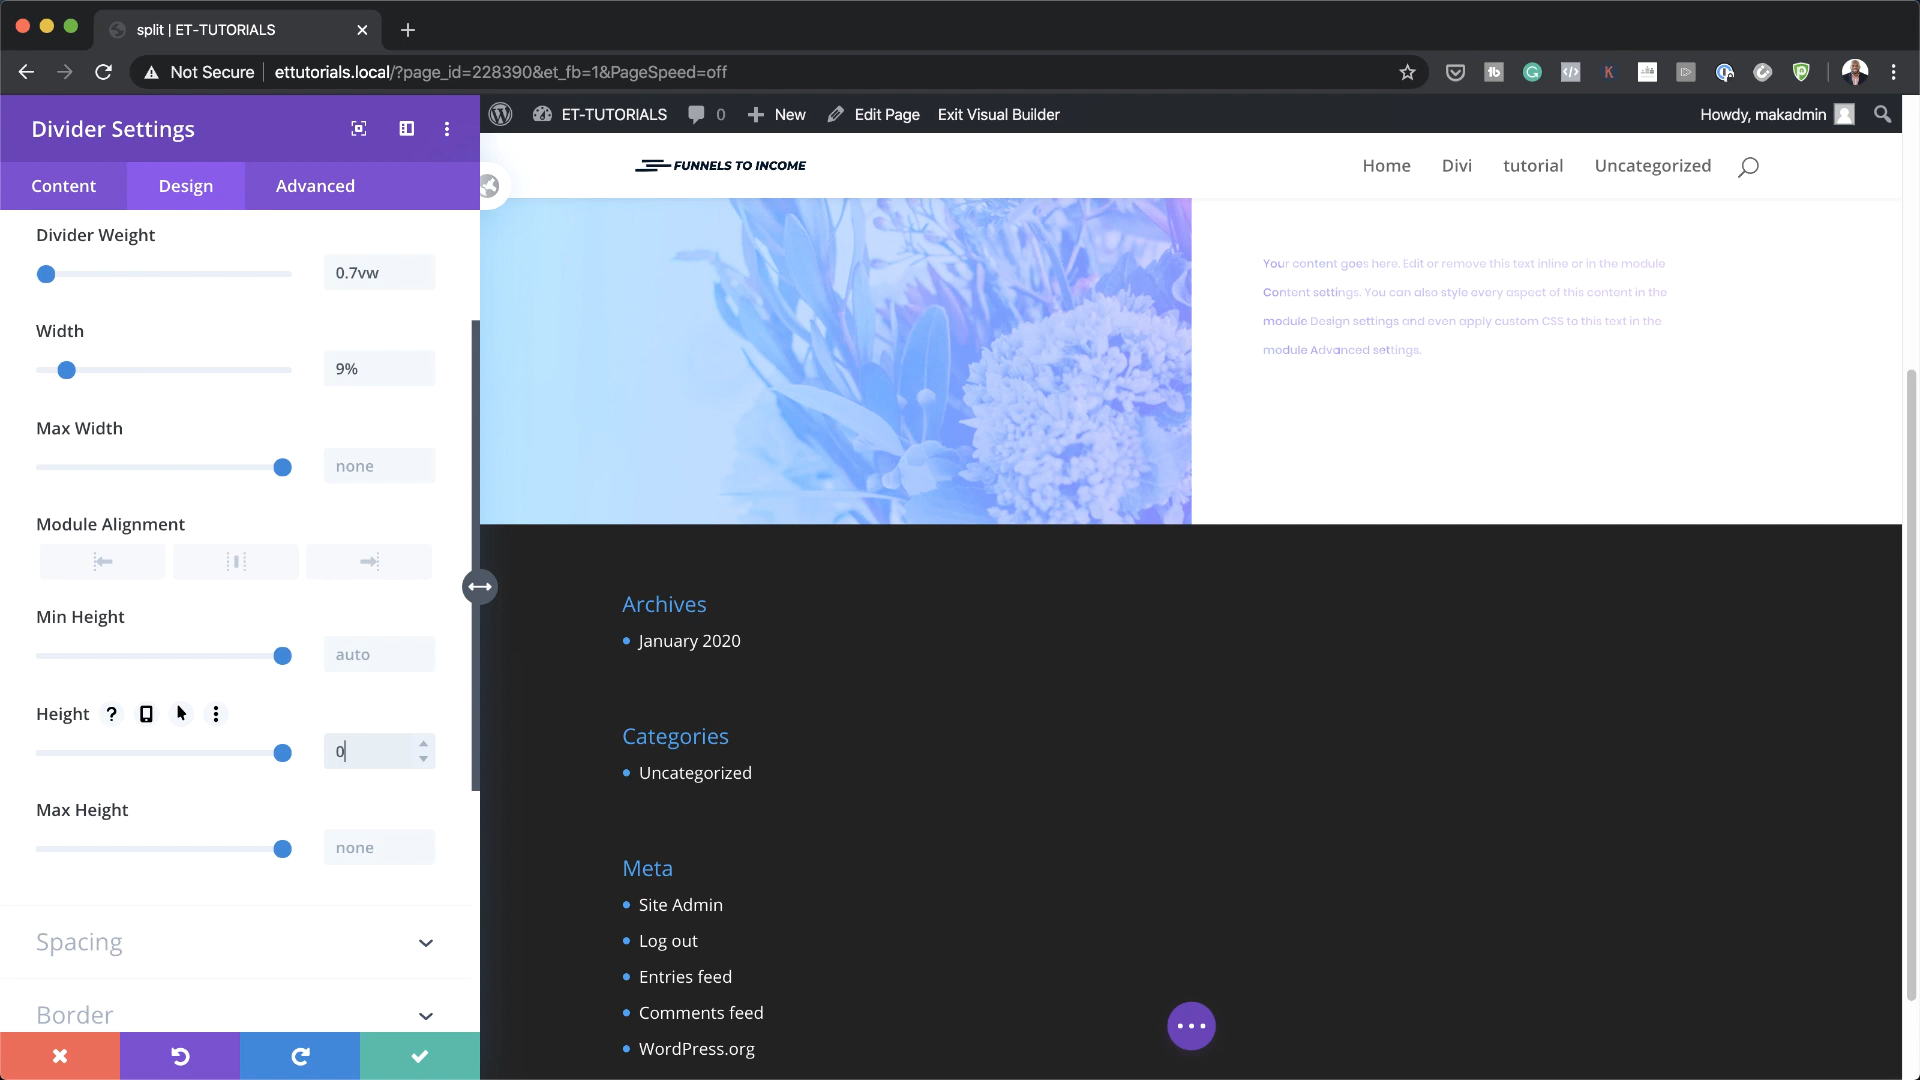 split | ET-TUTORIALS
Not Secure
ettutorials.local/?page_id=228390&et_fb=1&PageSpeed=off
ET-TUTORIALS
0
New
Edit Page
Exit Visual Builder
Howdy, makadmin
Divider Settings
Content
Design
Advanced
Divider Weight
0.7vw
Width
9%
Max Width
none
Module Alignment
Min Height
auto
Height
?
0
Max Height
none
Spacing
Border
FUNNELS TO INCOME
Home
Divi
tutorial
Uncategorized
Your content goes here. Edit or remove this text inline or in the module
Content settings. You can also style every aspect of this content in the
module Design settings and even apply custom CSS to this text in the
module Advanced settings.
Archives
January 2020
Categories
Uncategorized
Meta
Site Admin
Log out
Entries feed
Comments feed
WordPress.org